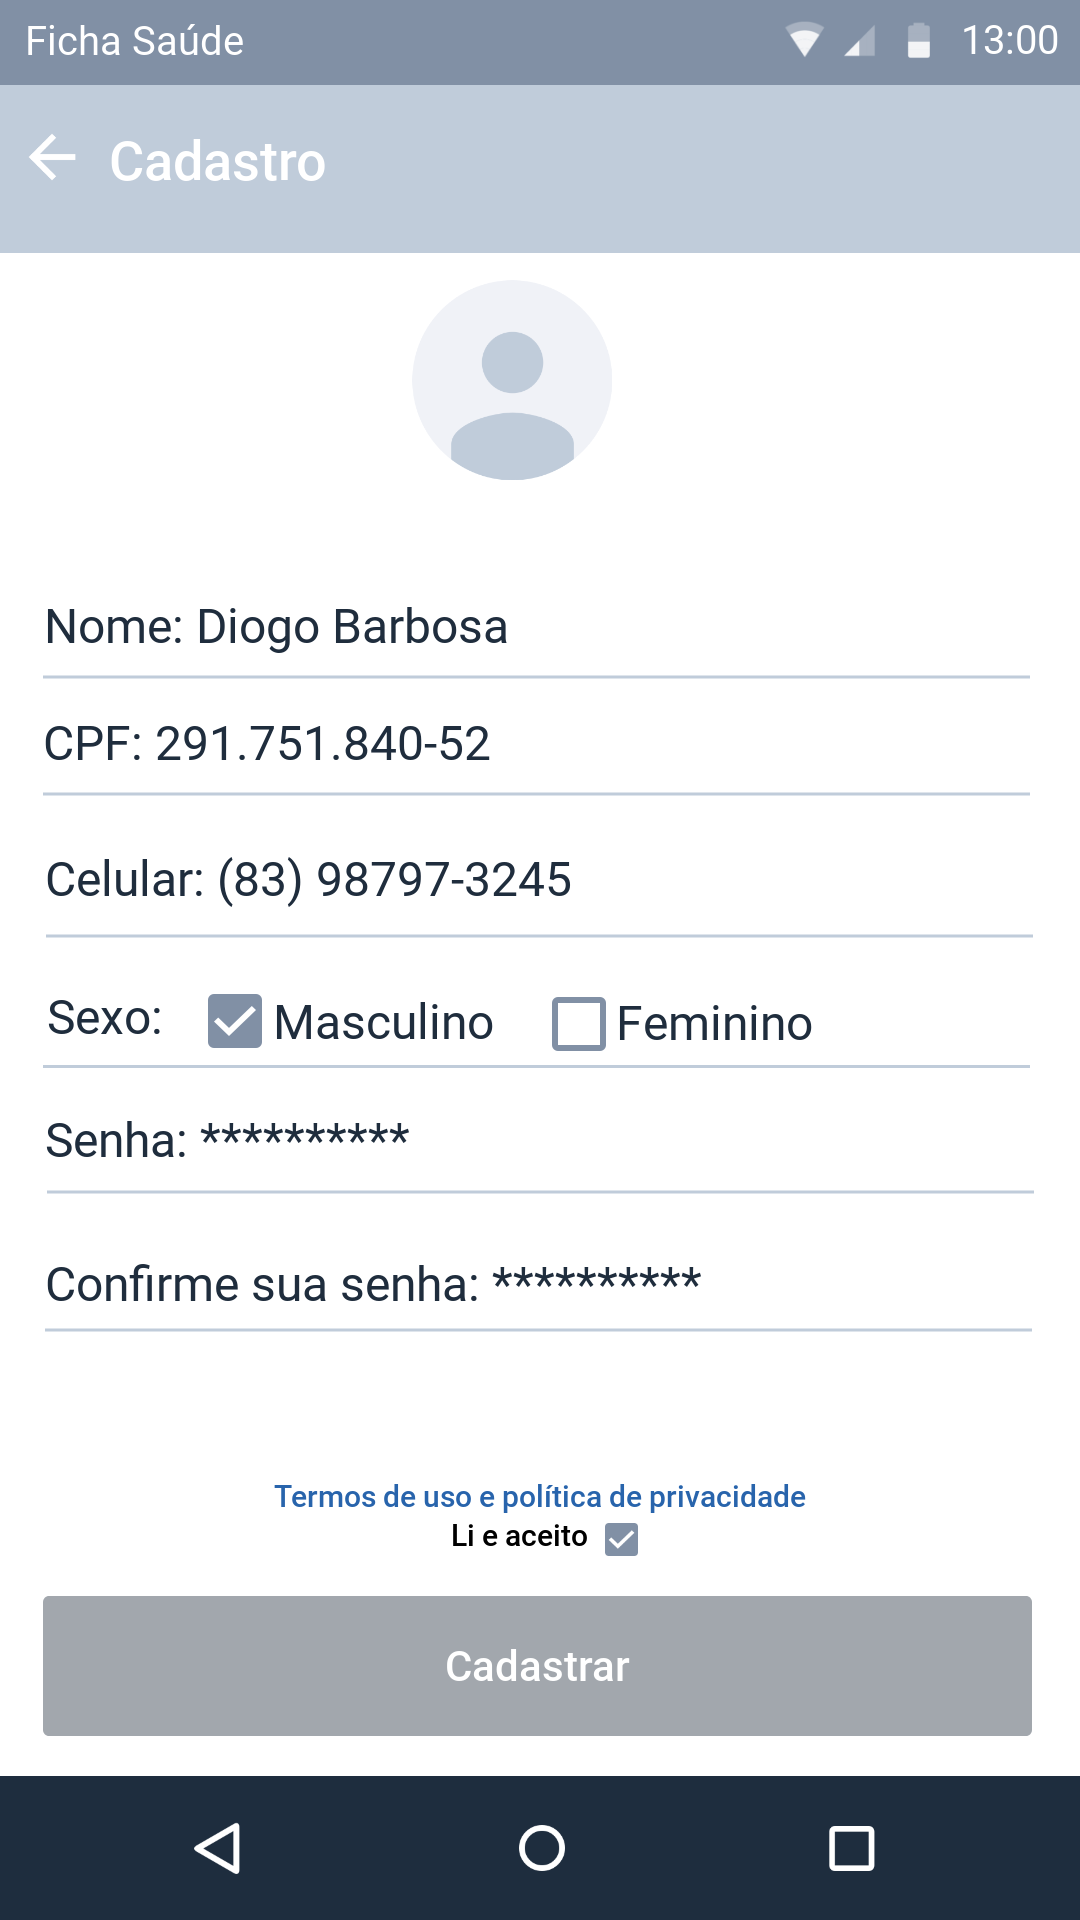 Ficha Saúde 13:00
Cadastro
Nome: Diogo Barbosa
CPF: 291.751.840-52
Celular: (83) 98797-3245
Sexo: Masculino Feminino
Senha: **********
Confirme sua senha: **********
Termos de uso e política de privacidade
Li e aceito
Cadastrar